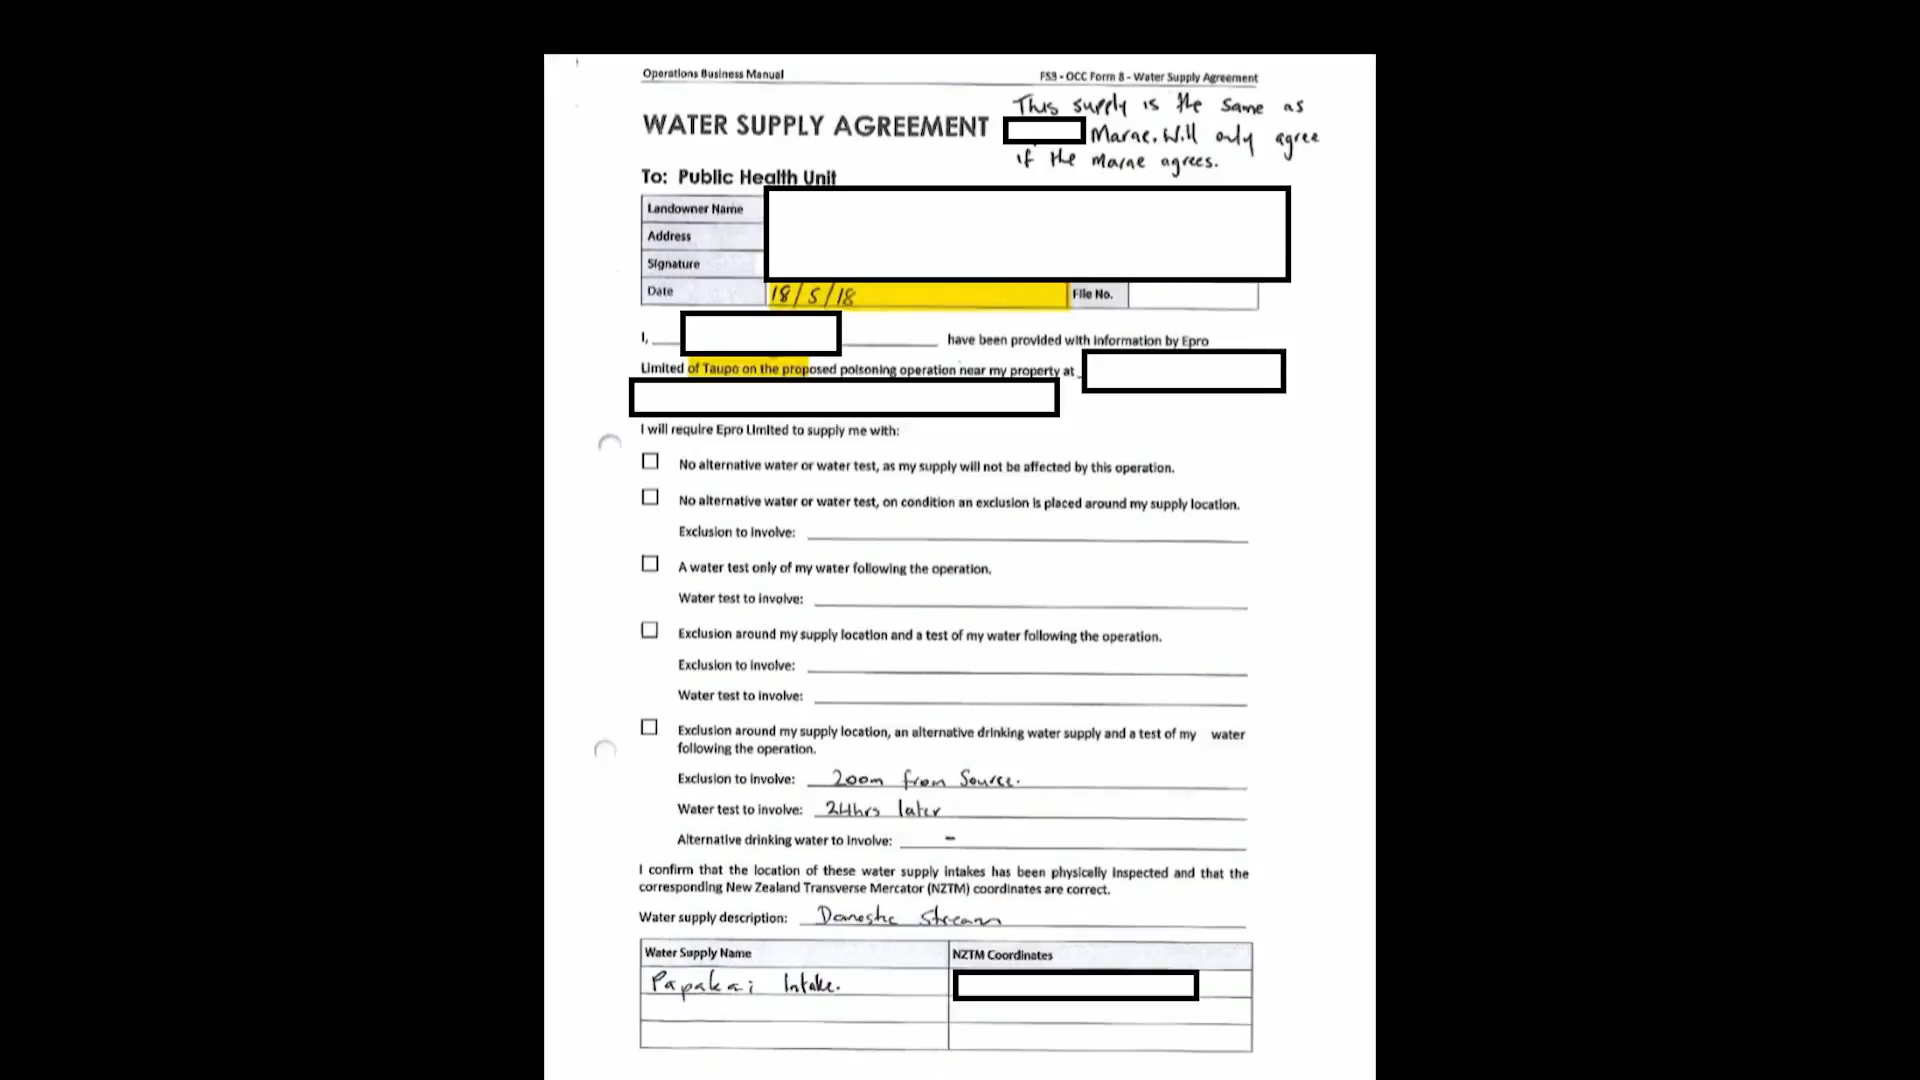 Operations Business Manual
FS3 - OCC Form 8 - Water Supply Agreement
This supply is the same as
WATER SUPPLY AGREEMENT
Marae. Will only agree
if the Marae agrees.
To: Public Health Unit
Landowner Name
Address
Signature
Date 18/5/18 File No.
I, have been provided with information by Epro
Limited of Taupo on the proposed poisoning operation near my property at
I will require Epro Limited to supply me with:
No alternative water or water test, as my supply will not be affected by this operation.
No alternative water or water test, on condition an exclusion is placed around my supply location.
Exclusion to involve:
A water test only of my water following the operation.
Water test to involve:
Exclusion around my supply location and a test of my water following the operation.
Exclusion to involve:
Water test to involve:
Exclusion around my supply location, an alternative drinking water supply and a test of my water
following the operation.
Exclusion to involve: 200m from Source.
Water test to involve: 24hrs later
Alternative drinking water to involve: -
I confirm that the location of these water supply intakes has been physically inspected and that the
corresponding New Zealand Transverse Mercator (NZTM) coordinates are correct.
Water supply description: Domestic Stream
Water Supply Name NZTM Coordinates
Papakai Intake.